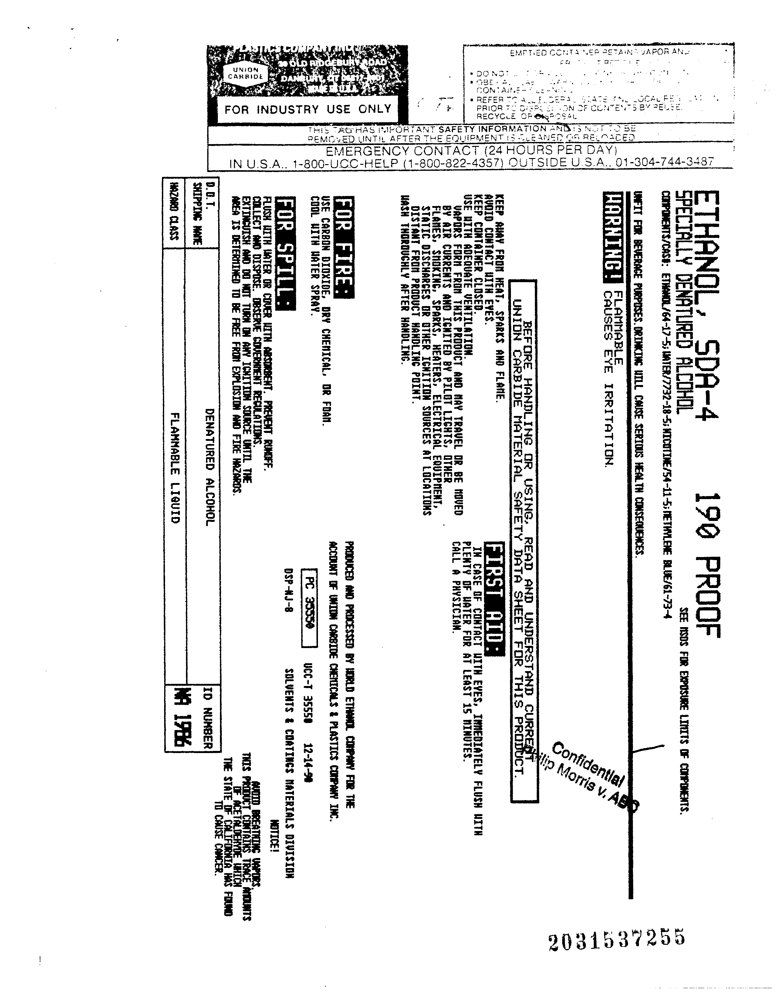 PLASTICS COMPANY INC.
39 OLD RIDGEBURY ROAD
DANBURY, CT 06817-0001
MADE IN U.S.A.
UNION
CARBIDE
FOR INDUSTRY USE ONLY
EMPTIED CONTAINER RETAINS VAPOR AND
• DO NOT
CONTAINER
• REFER TO ALL FEDERAL, STATE AND LOCAL
PRIOR TO DISPOSITION OF CONTENTS BY REUSE,
RECYCLE OR DISPOSAL
THIS TAG HAS IMPORTANT SAFETY INFORMATION AND IS NOT TO BE
REMOVED UNTIL AFTER THE EQUIPMENT IS CLEANED OR RELOADED
EMERGENCY CONTACT (24 HOURS PER DAY)
IN U.S.A., 1-800-UCC-HELP (1-800-822-4357) OUTSIDE U.S.A., 01-304-744-3487
ETHANOL, SDA-4 190 PROOF
SPECIALLY DENATURED ALCOHOL
SEE MSDS FOR EXPOSURE LIMITS OF COMPONENTS.
COMPONENTS/CAS#: ETHANOL/64-17-5;WATER/7732-18-5;NICOTINE/54-11-5;METHYLENE BLUE/61-73-4
UNFIT FOR BEVERAGE PURPOSES.DRINKING WILL CAUSE SERIOUS HEALTH CONSEQUENCES.
WARNING! FLAMMABLE
CAUSES EYE IRRITATION.
BEFORE HANDLING OR USING, READ AND UNDERSTAND CURRENT
UNION CARBIDE MATERIAL SAFETY DATA SHEET FOR THIS PRODUCT.
KEEP AWAY FROM HEAT, SPARKS AND FLAME.
AVOID CONTACT WITH EYES.
KEEP CONTAINER CLOSED.
USE WITH ADEQUATE VENTILATION.
VAPORS FORM FROM THIS PRODUCT AND MAY TRAVEL OR BE MOVED
BY AIR CURRENTS AND IGNITED BY PILOT LIGHTS, OTHER
FLAMES, SMOKING, SPARKS, HEATERS, ELECTRICAL EQUIPMENT,
STATIC DISCHARGES OR OTHER IGNITION SOURCES AT LOCATIONS
DISTANT FROM PRODUCT HANDLING POINT.
WASH THOROUGHLY AFTER HANDLING.
FIRST AID:
IN CASE OF CONTACT WITH EYES, IMMEDIATELY FLUSH WITH
PLENTY OF WATER FOR AT LEAST 15 MINUTES.
CALL A PHYSICIAN.
FOR FIRE:
USE CARBON DIOXIDE, DRY CHEMICAL, OR FOAM.
COOL WITH WATER SPRAY.
FOR SPILL:
FLUSH WITH WATER OR COVER WITH ABSORBENT. PREVENT RUNOFF.
COLLECT AND DISPOSE. OBSERVE GOVERNMENT REGULATIONS.
EXTINGUISH AND DO NOT TURN ON ANY IGNITION SOURCE UNTIL THE
AREA IS DETERMINED TO BE FREE FROM EXPLOSION AND FIRE HAZARDS.
PRODUCED AND PROCESSED BY WORLD ETHANOL COMPANY FOR THE
ACCOUNT OF UNION CARBIDE CHEMICALS & PLASTICS COMPANY INC.
PC 35550 UCC-T 35550 12-14-90
DSP-NJ-8 SOLVENTS & COATINGS MATERIALS DIVISION
NOTICE!
AVOID BREATHING VAPORS.
THIS PRODUCT CONTAINS TRACE AMOUNTS
OF ACETALDEHYDE WHICH
THE STATE OF CALIFORNIA HAS FOUND
TO CAUSE CANCER.
D.O.T.
SHIPPING NAME DENATURED ALCOHOL
HAZARD CLASS FLAMMABLE LIQUID
ID NUMBER
NA 1986
Confidential
Philip Morris v. ABC
2031537255